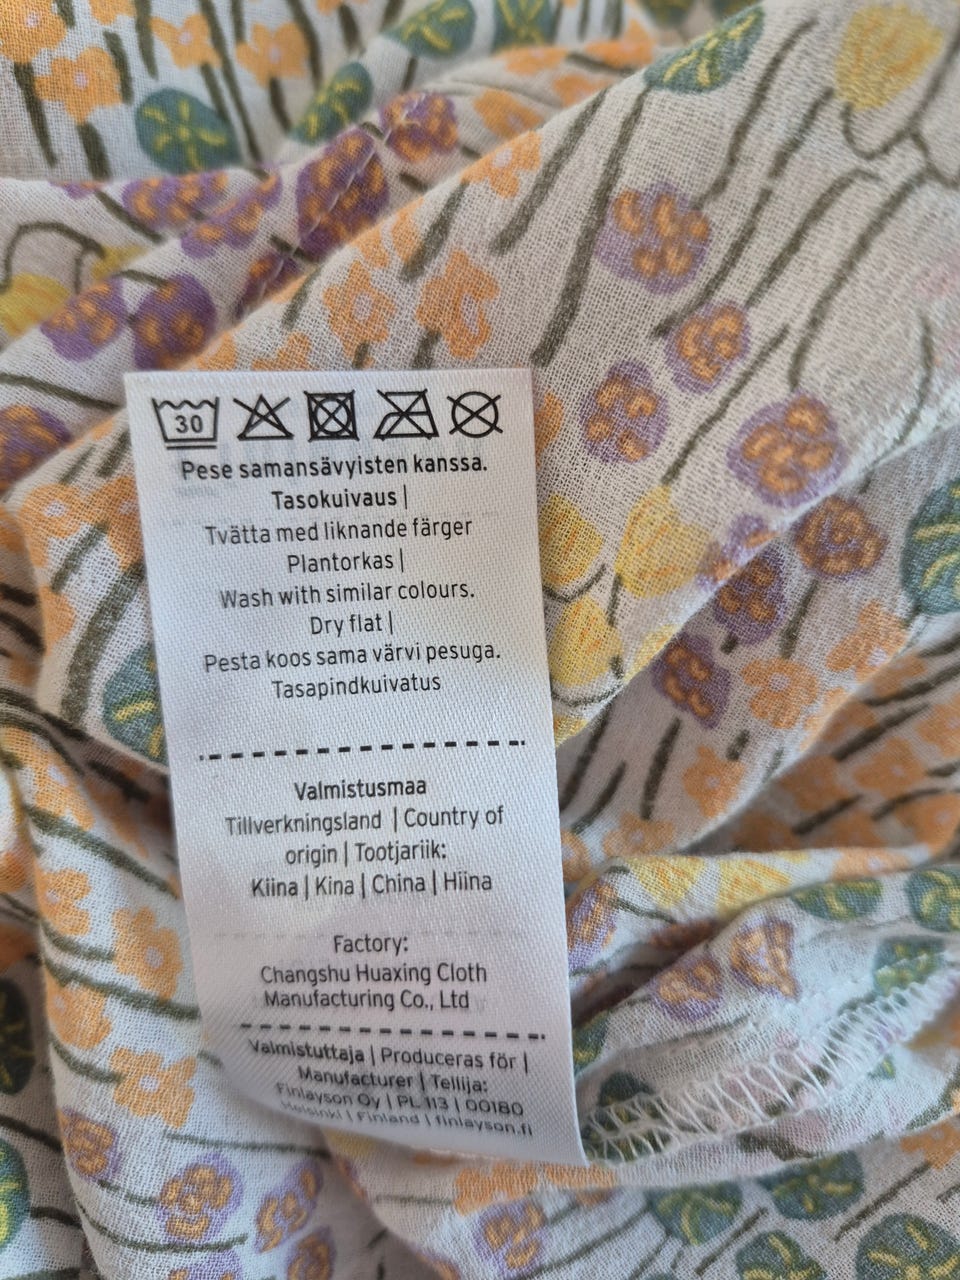 30
Pese samansävyisten kanssa.
Tasokuivaus |
Tvätta med liknande färger
Plantorkas |
Wash with similar colours.
Dry flat |
Pesta koos sama värvi pesuga.
Tasapindkuivatus
Valmistusmaa
Tillverkningsland | Country of
origin | Tootjariik:
Kiina | Kina | China | Hiina
Factory:
Changshu Huaxing Cloth
Manufacturing Co., Ltd
Valmistuttaja | Produceras för |
Manufacturer | Tellija:
Finlayson Oy | PL 113 | 00180
Helsinki | Finland | finlayson.fi